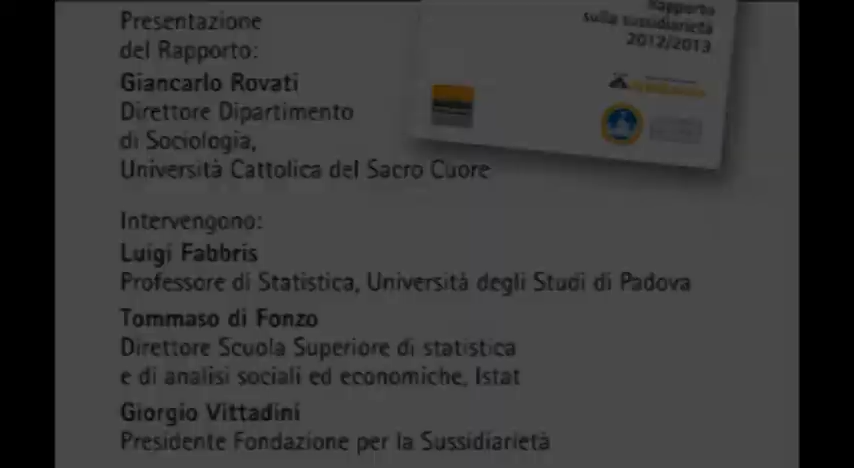 Presentazione
del Rapporto:
Giancarlo Rovati
Direttore Dipartimento
di Sociologia,
Università Cattolica del Sacro Cuore
Rapporto
sulla sussidiarietà
2012/2013
Intervengono:
Luigi Fabbris
Professore di Statistica, Università degli Studi di Padova
Tommaso di Fonzo
Direttore Scuola Superiore di statistica
e di analisi sociali ed economiche, Istat
Giorgio Vittadini
Presidente Fondazione per la Sussidiarietà